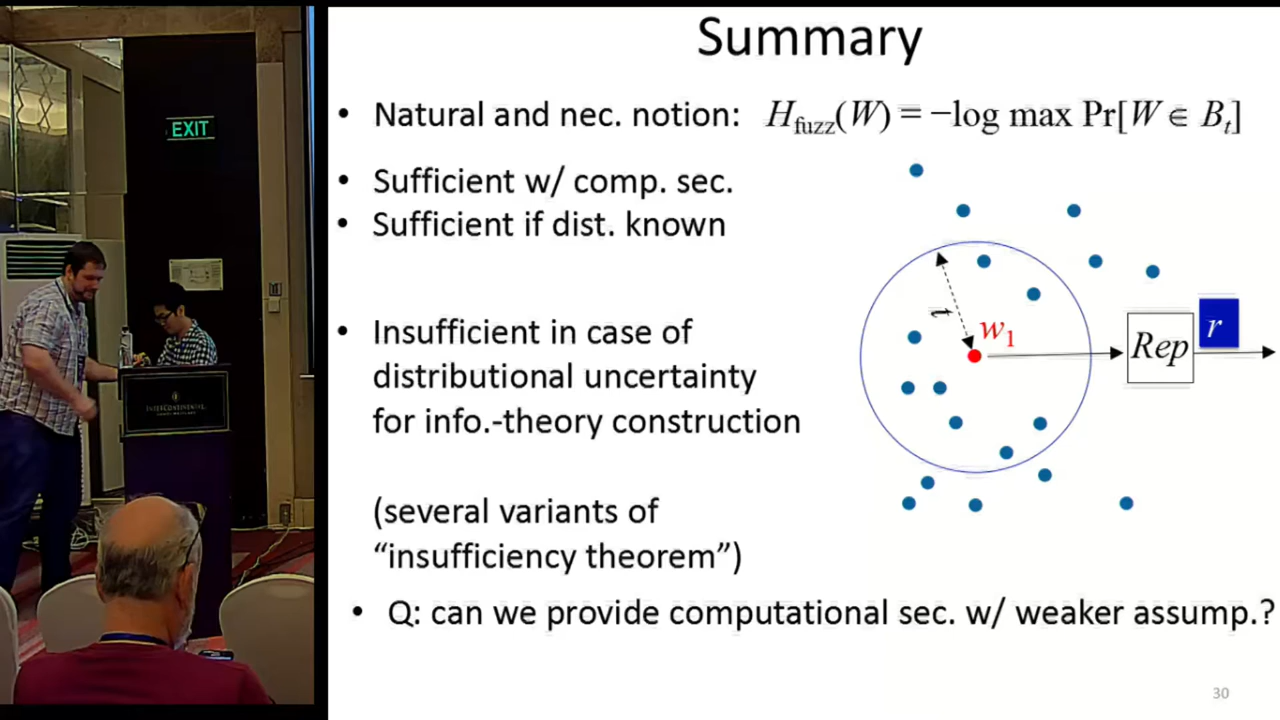 EXIT
INTERCONTINENTAL
Summary
• Natural and nec. notion: H_fuzz(W) = −log max Pr[W ∈ B_t]
• Sufficient w/ comp. sec.
• Sufficient if dist. known
• Insufficient in case of
distributional uncertainty
for info.-theory construction
(several variants of
“insufficiency theorem”)
• Q: can we provide computational sec. w/ weaker assump.?
t
w₁
Rep
r
30